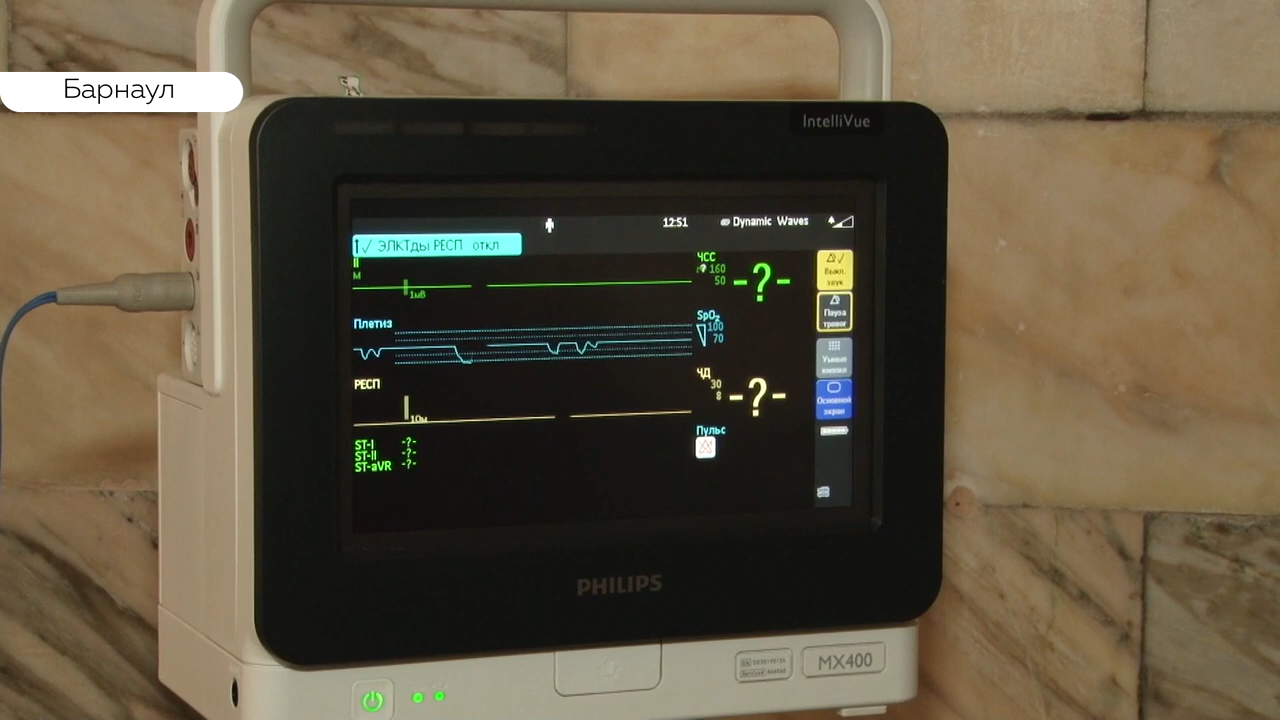 Барнаул
IntelliVue
12:51
Dynamic Waves
ЭЛКТды РЕСП откл
II
М
1мВ
ЧСС
160
50
-?-
Выкл.
звук
Пауза
тревог
Плетиз
SpO₂
100
70
Умные
кнопки
Основной
экран
РЕСП
10м
ЧД
30
8
-?-
Пульс
ST-I -?-
ST-II -?-
ST-aVR -?-
PHILIPS
MX400